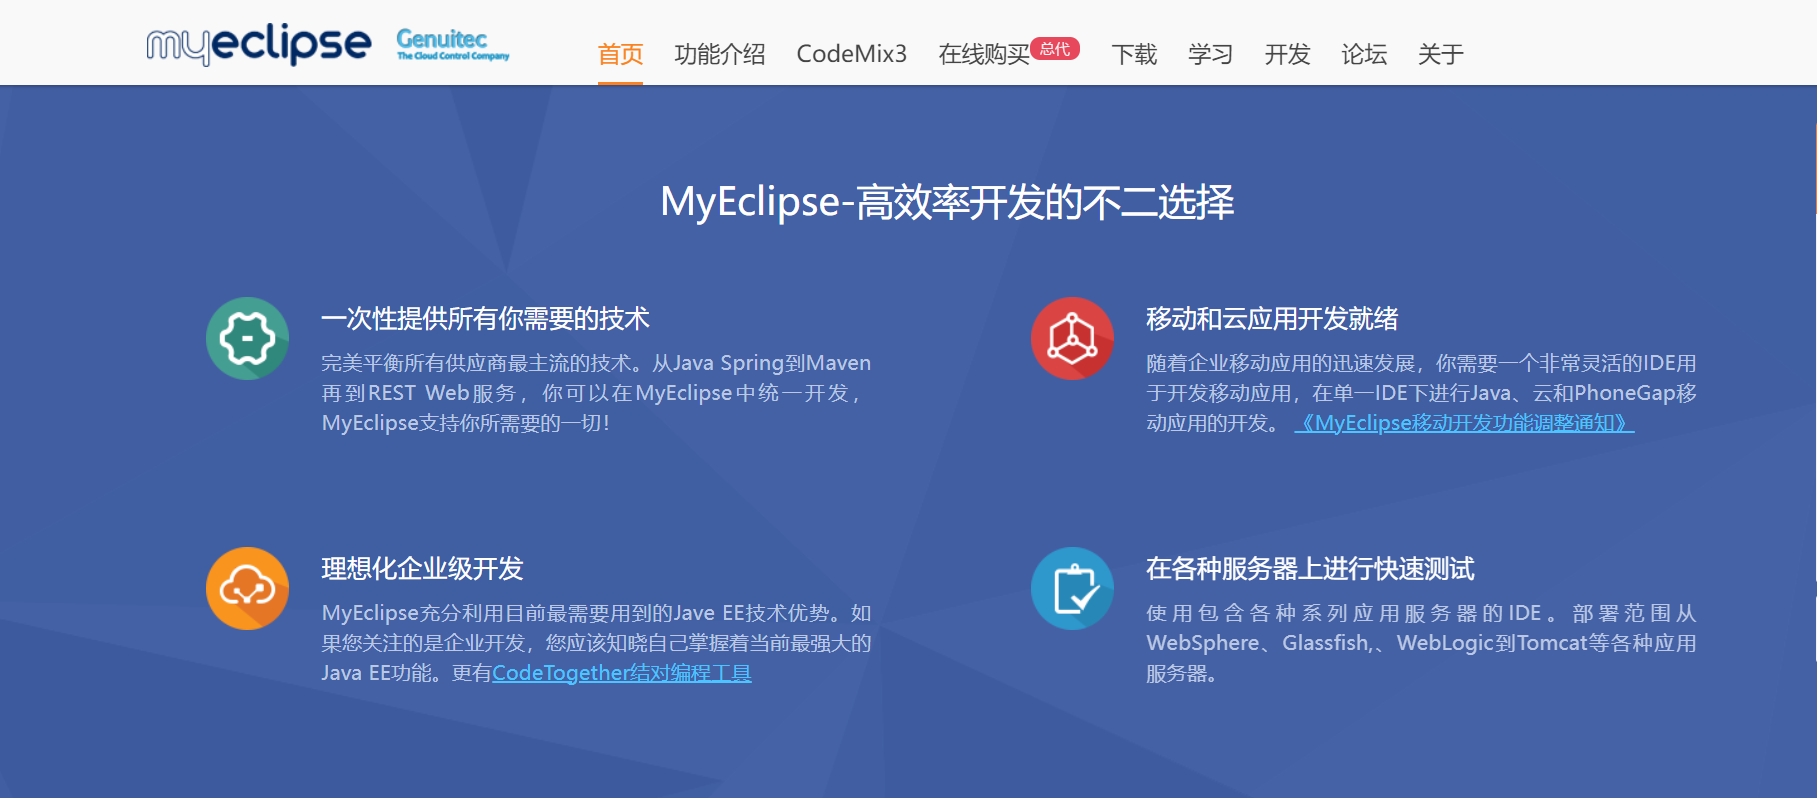 myeclipse Genuitec
The Cloud Control Company
首页 功能介绍 CodeMix3 在线购买 总代 下载 学习 开发 论坛 关于
MyEclipse-高效率开发的不二选择
一次性提供所有你需要的技术
完美平衡所有供应商最主流的技术。从Java Spring到Maven
再到REST Web服务，你可以在MyEclipse中统一开发，
MyEclipse支持你所需要的一切！
移动和云应用开发就绪
随着企业移动应用的迅速发展，你需要一个非常灵活的IDE用
于开发移动应用，在单一IDE下进行Java、云和PhoneGap移
动应用的开发。 《MyEclipse移动开发功能调整通知》
理想化企业级开发
MyEclipse充分利用目前最需要用到的Jave EE技术优势。如
果您关注的是企业开发，您应该知晓自己掌握着当前最强大的
Java EE功能。更有CodeTogether结对编程工具
在各种服务器上进行快速测试
使用包含各种系列应用服务器的IDE。部署范围从
WebSphere、Glassfish,、WebLogic到Tomcat等各种应用
服务器。